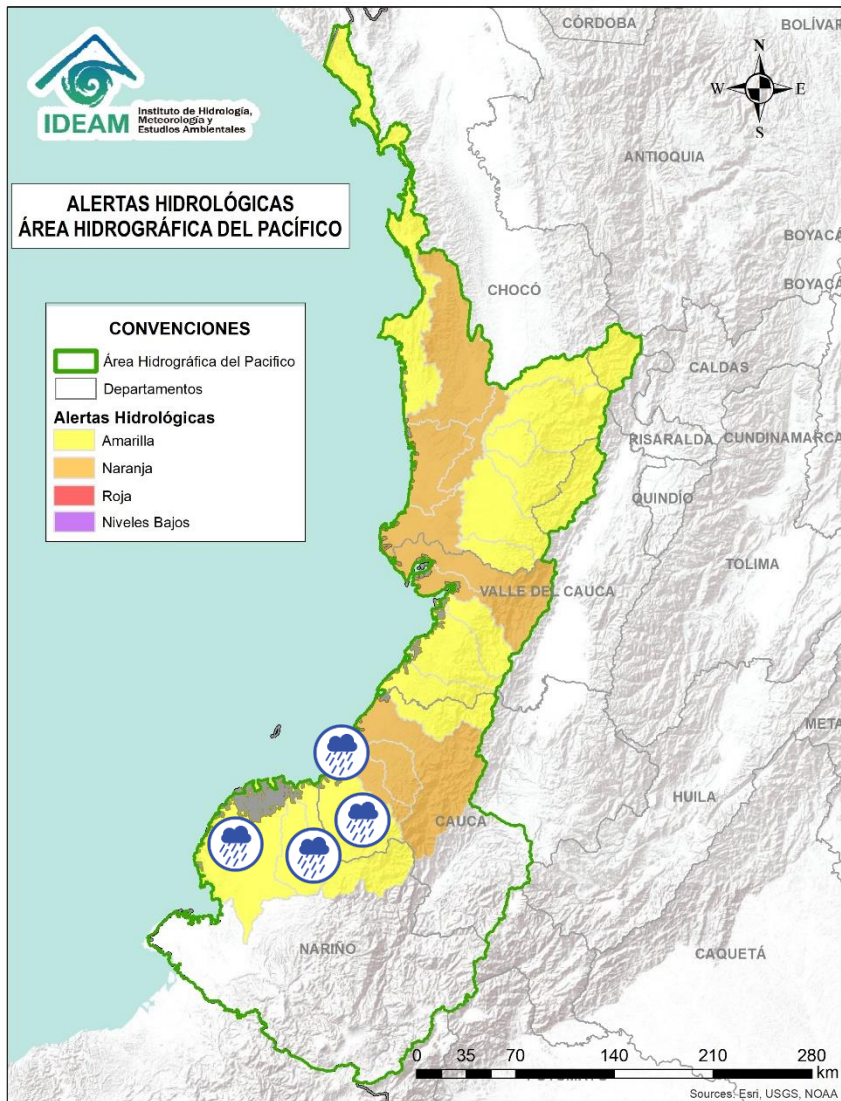 CÓRDOBA
BOLÍVAR
N
W
E
S
IDEAM
Instituto de Hidrología,
Meteorología y
Estudios Ambientales
ANTIOQUIA
ALERTAS HIDROLÓGICAS
ÁREA HIDROGRÁFICA DEL PACÍFICO
BOYACÁ
BOYACÁ
CHOCÓ
CONVENCIONES
Área Hidrográfica del Pacifico
Departamentos
Alertas Hidrológicas
Amarilla
Naranja
Roja
Niveles Bajos
CALDAS
RISARALDA
CUNDINAMARCA
QUINDÍO
TOLIMA
VALLE DEL CAUCA
META
HUILA
CAUCA
NARIÑO
CAQUETÁ
0 35 70 140 210 280
km
Sources: Esri, USGS, NOAA